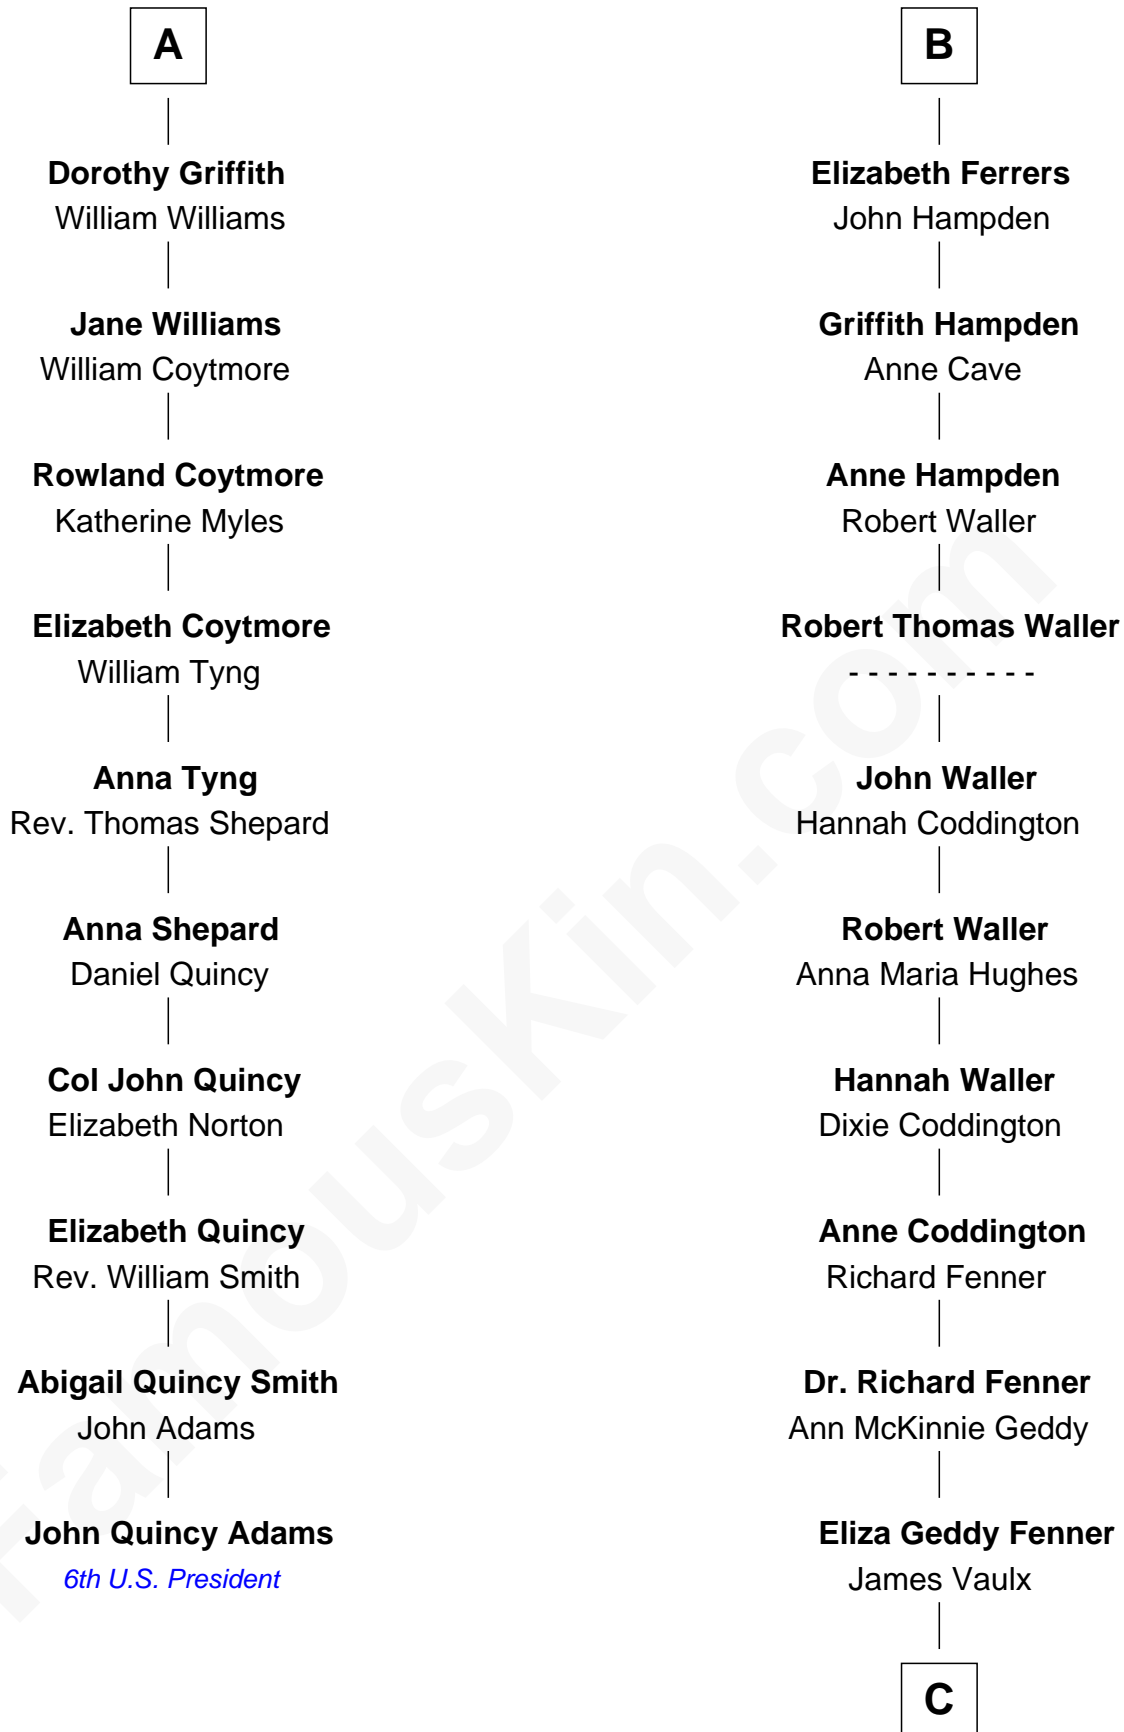 A
Dorothy Griffith
William Williams
Jane Williams
William Coytmore
Rowland Coytmore
Katherine Myles
Elizabeth Coytmore
William Tyng
Anna Tyng
Rev. Thomas Shepard
Anna Shepard
Daniel Quincy
Col John Quincy
Elizabeth Norton
Elizabeth Quincy
Rev. William Smith
Abigail Quincy Smith
John Adams
John Quincy Adams
6th U.S. President
B
Elizabeth Ferrers
John Hampden
Griffith Hampden
Anne Cave
Anne Hampden
Robert Waller
Robert Thomas Waller
- - - - - - - - - -
John Waller
Hannah Coddington
Robert Waller
Anna Maria Hughes
Hannah Waller
Dixie Coddington
Anne Coddington
Richard Fenner
Dr. Richard Fenner
Ann McKinnie Geddy
Eliza Geddy Fenner
James Vaulx
C
FamousKin.com